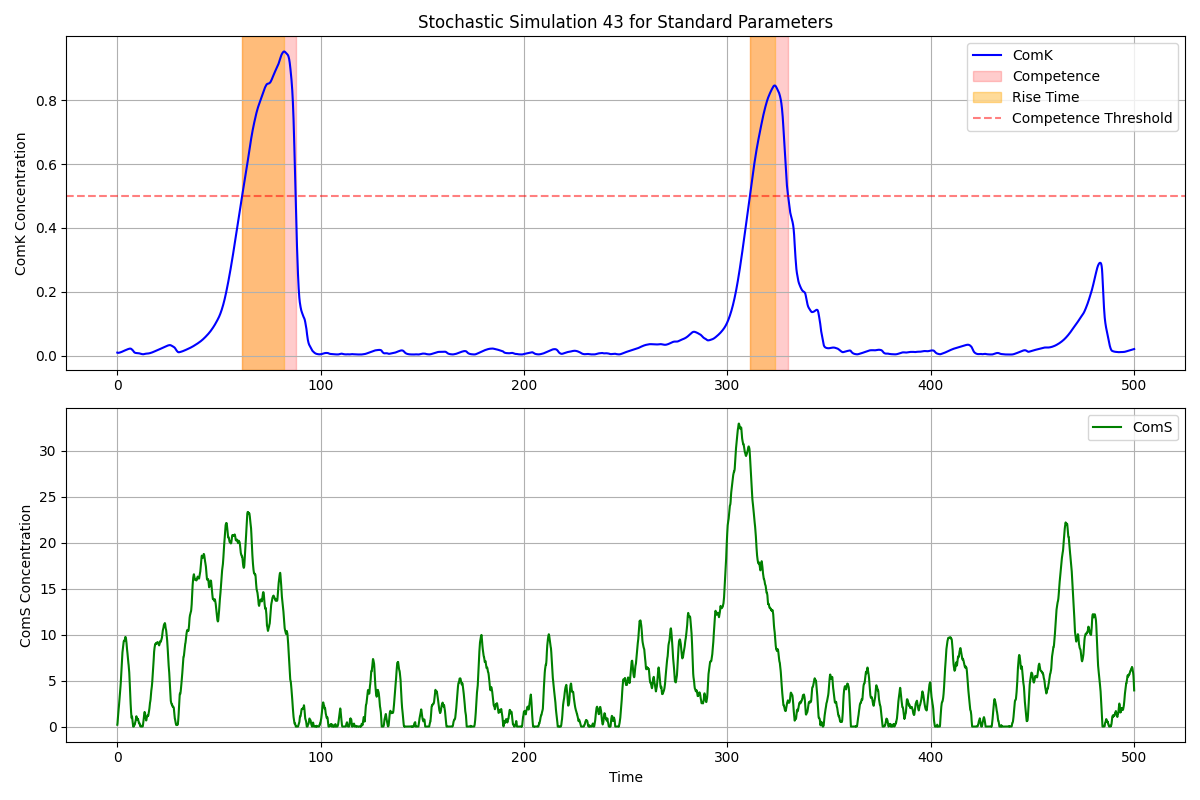 Stochastic Simulation 43 for Standard Parameters
ComK Concentration
0.8
0.6
0.4
0.2
0.0
ComK
Competence
Rise Time
Competence Threshold
0 100 200 300 400 500
ComS Concentration
30
25
20
15
10
5
0
ComS
0 100 200 300 400 500
Time